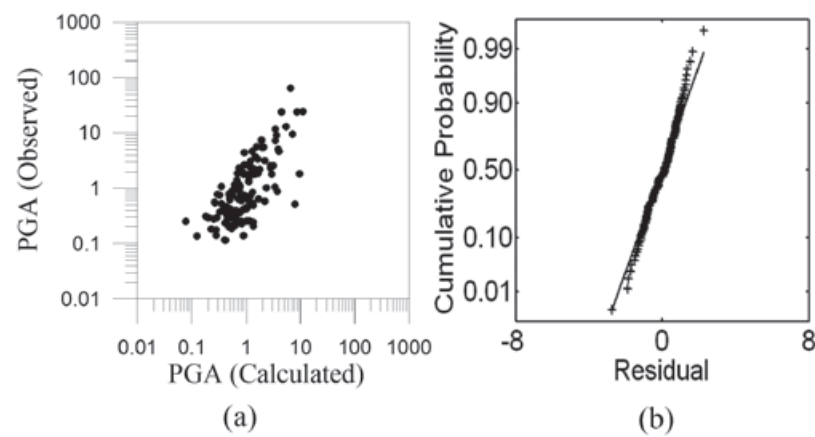 1000
100
10
1
0.1
0.01
PGA (Observed)
0.01 0.1 1 10 100 1000
PGA (Calculated)
(a)
0.99
0.90
0.50
0.10
0.01
Cumulative Probability
-8 0 8
Residual
(b)